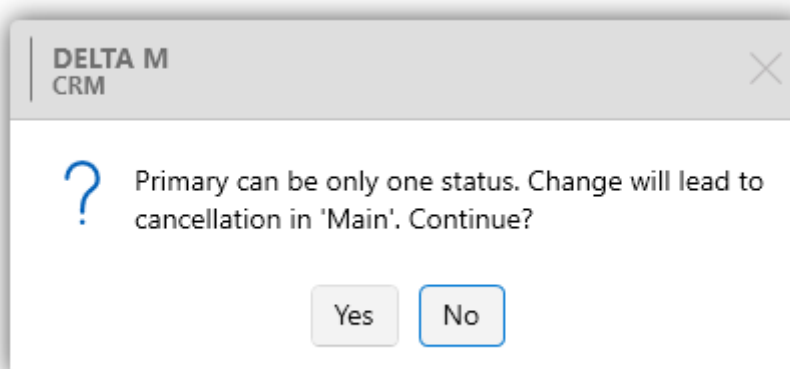 DELTA M
CRM
Primary can be only one status. Change will lead to
cancellation in 'Main'. Continue?
Yes
No